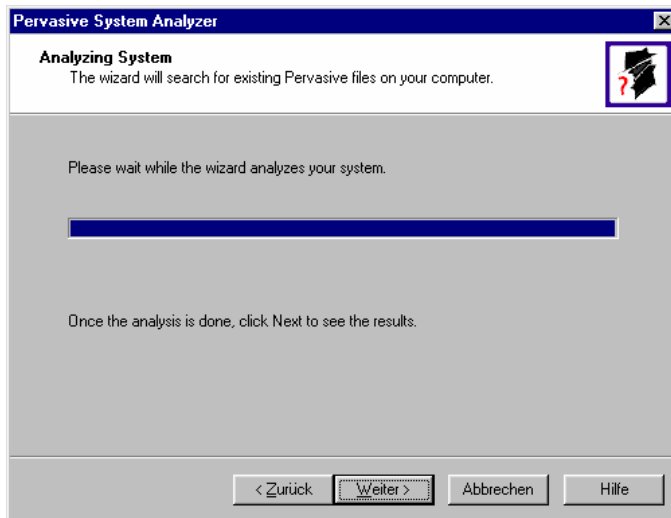 Pervasive System Analyzer
Analyzing System
The wizard will search for existing Pervasive files on your computer.
?
Please wait while the wizard analyzes your system.
Once the analysis is done, click Next to see the results.
< Zurück Weiter > Abbrechen Hilfe